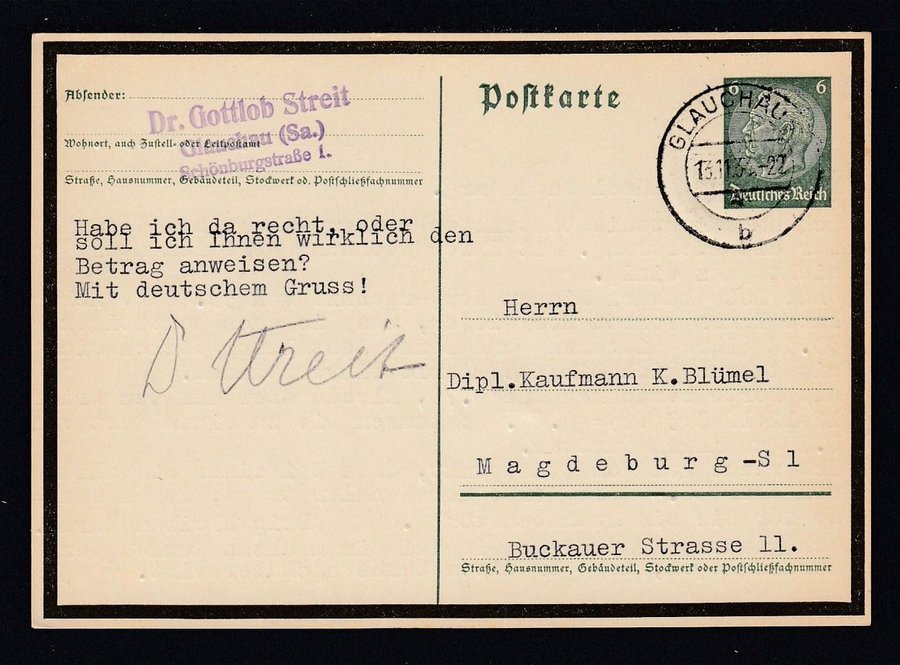 Absender:
Dr. Gottlob Streit
Glauchau (Sa.)
Wohnort, auch Zustell- oder Leitpostamt
Schönburgstraße 1.
Straße, Hausnummer, Gebäudeteil, Stockwerk od. Postschließfachnummer
Habe ich da recht, oder
soll ich Ihnen wirklich den
Betrag anweisen?
Mit deutschem Gruss!
D Streit
Postkarte
6 6
Deutsches Reich
GLAUCHAU
b
Herrn
Dipl.Kaufmann K.Blümel
Magdeburg-S1
Buckauer Strasse 11.
Straße, Hausnummer, Gebäudeteil, Stockwerk oder Postschließfachnummer